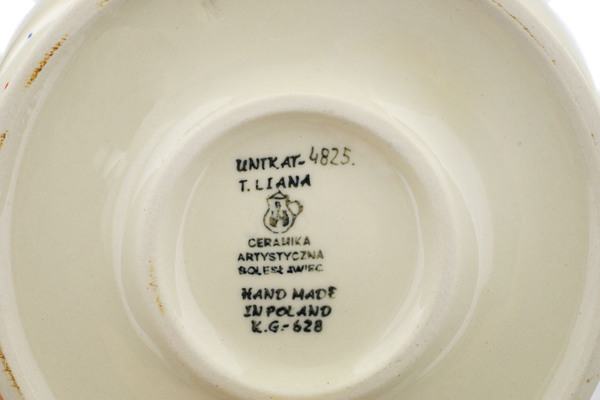 UNIKAT-4825.
T. LIANA
CERAMIKA
ARTYSTYCZNA
BOLESŁAWIEC
HAND MADE
IN POLAND
K.G.-628